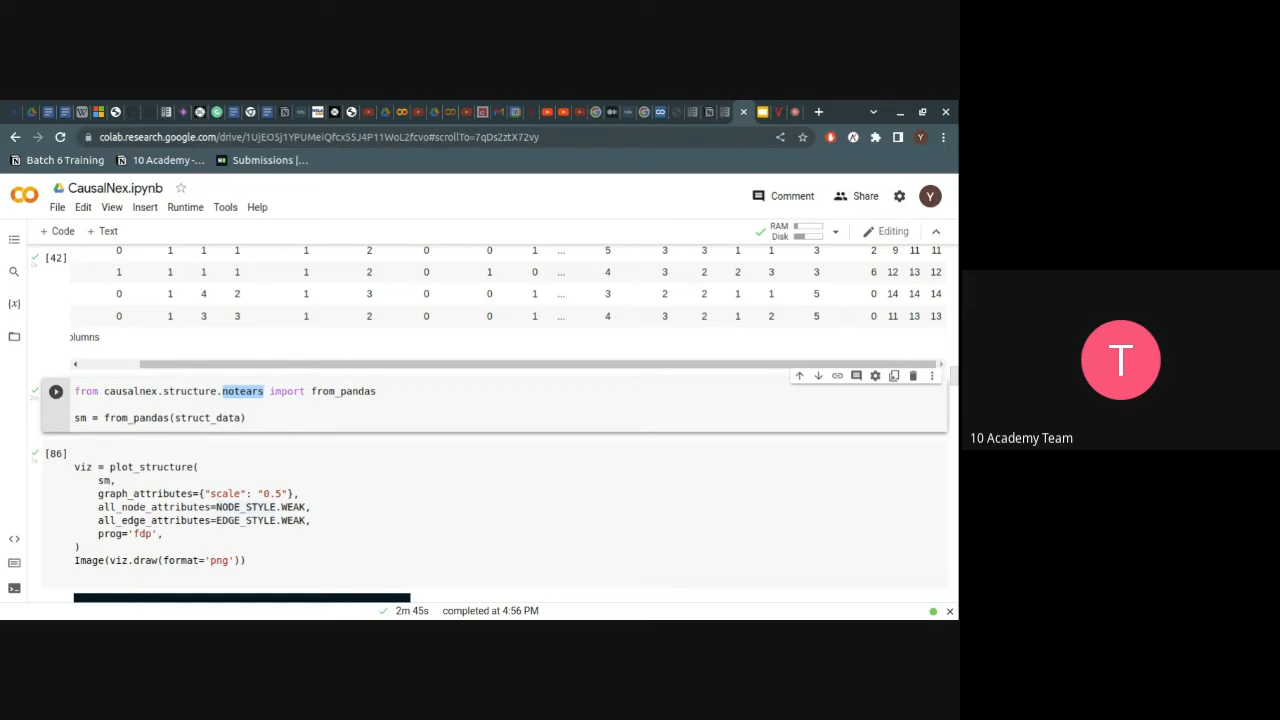 colab.research.google.com/drive/1UjEOSj1YPUMeiQfcx5SJ4P11WoL2fcvo#scrollTo=7qDs2ztX72vy
Y
Batch 6 Training
10 Academy -...
Submissions |...
CausalNex.ipynb
Comment
Share
Y
File Edit View Insert Runtime Tools Help
+ Code + Text
RAM
Disk
Editing
[42]
0 1 1 1 1 2 0 0 1 ... 5 3 3 1 1 3 2 9 11 11
1 1 1 1 1 2 0 1 0 ... 4 3 2 2 3 3 6 12 13 12
0 1 4 2 1 3 0 0 1 ... 3 2 2 1 1 5 0 14 14 14
0 1 3 3 1 2 0 0 1 ... 4 3 2 1 2 5 0 11 13 13
olumns
from causalnex.structure.notears import from_pandas
sm = from_pandas(struct_data)
[86]
viz = plot_structure(
sm,
graph_attributes={"scale": "0.5"},
all_node_attributes=NODE_STYLE.WEAK,
all_edge_attributes=EDGE_STYLE.WEAK,
prog='fdp',
)
Image(viz.draw(format='png'))
2m 45s completed at 4:56 PM
T
10 Academy Team